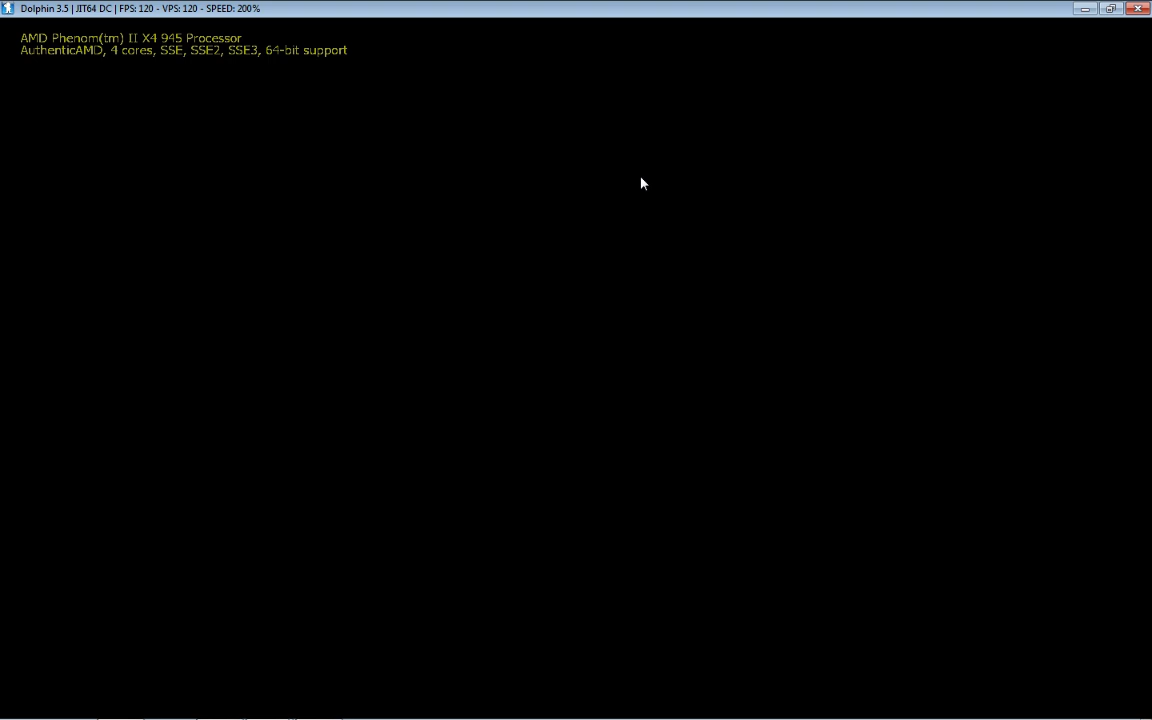 Dolphin 3.5 | JIT64 DC | FPS: 120 - VPS: 120 - SPEED: 200%
AMD Phenom(tm) II X4 945 Processor
AuthenticAMD, 4 cores, SSE, SSE2, SSE3, 64-bit support